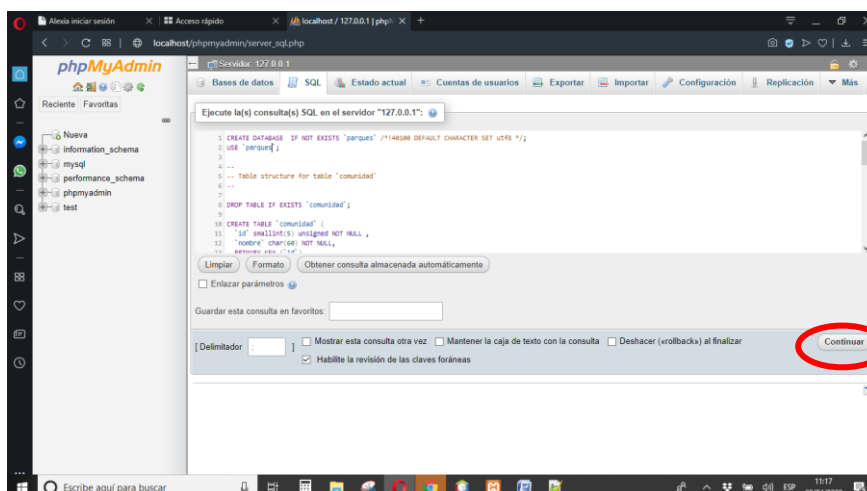 Alexia iniciar sesión
Acceso rápido
localhost / 127.0.0.1 | php
localhost/phpmyadmin/server_sql.php
phpMyAdmin
Reciente Favoritas
Nueva
information_schema
mysql
performance_schema
phpmyadmin
test
Servidor: 127.0.0.1
Bases de datos SQL Estado actual Cuentas de usuarios Exportar Importar Configuración Replicación Más
Ejecute la(s) consulta(s) SQL en el servidor "127.0.0.1":
1 CREATE DATABASE IF NOT EXISTS `parques` /*!40100 DEFAULT CHARACTER SET utf8 */;
2 USE `parques`;
3
4 --
5 -- Table structure for table `comunidad`
6 --
7
8 DROP TABLE IF EXISTS `comunidad`;
9
10 CREATE TABLE `comunidad` (
11 `id` smallint(5) unsigned NOT NULL ,
12 `nombre` char(60) NOT NULL,
13 PRIMARY KEY (`id`)
Limpiar Formato Obtener consulta almacenada automáticamente
Enlazar parámetros
Guardar esta consulta en favoritos:
[ Delimitador ; ] Mostrar esta consulta otra vez Mantener la caja de texto con la consulta Deshacer («rollback») al finalizar
Habilite la revisión de las claves foráneas
Continuar
Escribe aquí para buscar
ESP
11:17